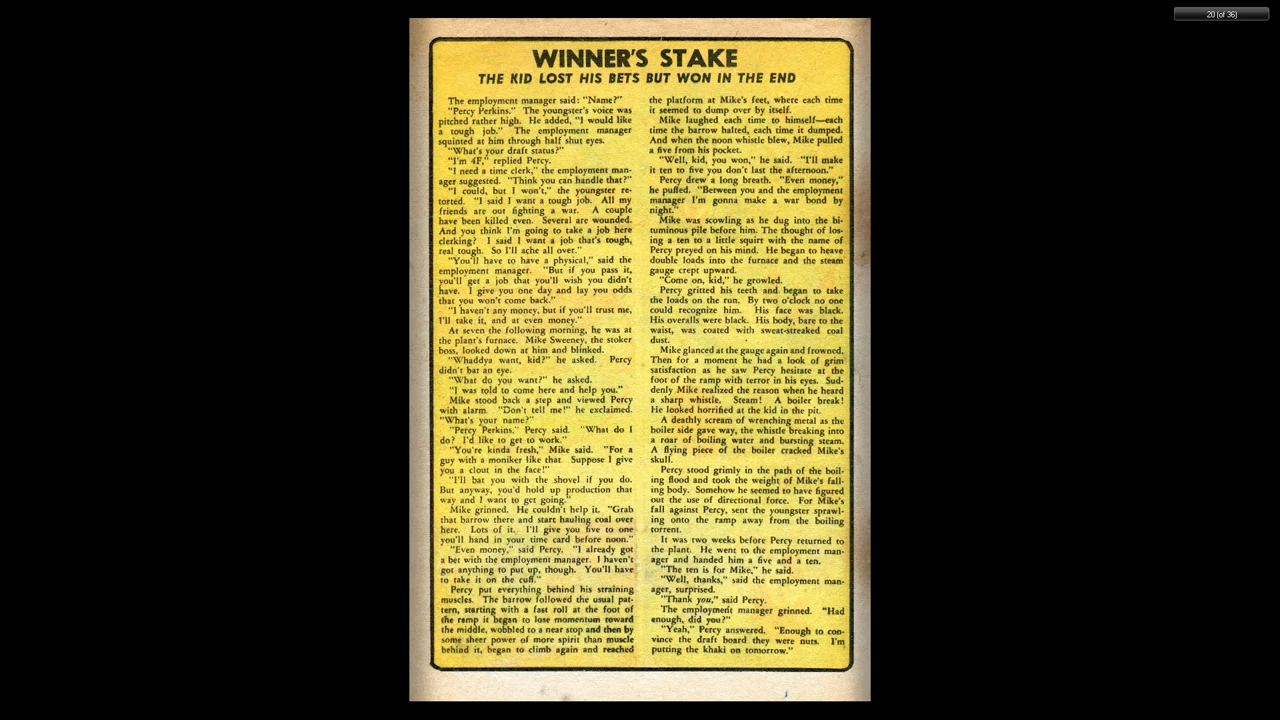 20 (of 36)
WINNER'S STAKE
THE KID LOST HIS BETS BUT WON IN THE END
The employment manager said: "Name?"
"Percy Perkins." The youngster's voice was
pitched rather high. He added, "I would like
a tough job." The employment manager
squinted at him through half shut eyes.
"What's your draft status?"
"I'm 4F," replied Percy.
"I need a time clerk," the employment man-
ager suggested. "Think you can handle that?"
"I could, but I won't," the youngster re-
torted. "I said I want a tough job. All my
friends are out fighting a war. A couple
have been killed even. Several are wounded.
And you think I'm going to take a job here
clerking? I said I want a job that's tough,
real tough. So I'll ache all over."
"You'll have to have a physical," said the
employment manager. "But if you pass it,
you'll get a job that you'll wish you didn't
have. I give you one day and lay you odds
that you won't come back."
"I haven't any money, but if you'll trust me,
I'll take it, and at even money."
At seven the following morning, he was at
the plant's furnace. Mike Sweeney, the stoker
boss, looked down at him and blinked.
"Whaddya want, kid?" he asked. Percy
didn't bat an eye.
"What do you want?" he asked.
"I was told to come here and help you."
Mike stood back a step and viewed Percy
with alarm. "Don't tell me!" he exclaimed.
"What's your name?"
"Percy Perkins." Percy said. "What do I
do? I'd like to get to work."
"You're kinda fresh," Mike said. "For a
guy with a moniker like that. Suppose I give
you a clout in the face!"
"I'll bat you with the shovel if you do.
But anyway, you'd hold up production that
way and I want to get going."
Mike grinned. He couldn't help it. "Grab
that barrow there and start hauling coal over
here. Lots of it. I'll give you five to one
you'll hand in your time card before noon."
"Even money," said Percy. "I already got
a bet with the employment manager. I haven't
got anything to put up, though. You'll have
to take it on the cuff."
Percy put everything behind his straining
muscles. The barrow followed the usual pat-
tern, starting with a fast roll at the foot of
the ramp it began to lose momentum toward
the middle, wobbled to a near stop and then by
some sheer power of more spirit than muscle
behind it, began to climb again and reached
the platform at Mike's feet, where each time
it seemed to dump over by itself.
Mike laughed each time to himself—each
time the barrow halted, each time it dumped.
And when the noon whistle blew, Mike pulled
a five from his pocket.
"Well, kid, you won," he said. "I'll make
it ten to five you don't last the afternoon."
Percy drew a long breath. "Even money,"
he puffed. "Between you and the employment
manager I'm gonna make a war bond by
night."
Mike was scowling as he dug into the bi-
tuminous pile before him. The thought of los-
ing a ten to a little squirt with the name of
Percy preyed on his mind. He began to heave
double loads into the furnace and the steam
gauge crept upward.
"Come on, kid," he growled.
Percy gritted his teeth and began to take
the loads on the run. By two o'clock no one
could recognize him. His face was black.
His overalls were black. His body, bare to the
waist, was coated with sweat-streaked coal
dust.
Mike glanced at the gauge again and frowned.
Then for a moment he had a look of grim
satisfaction as he saw Percy hesitate at the
foot of the ramp with terror in his eyes. Sud-
denly Mike realized the reason when he heard
a sharp whistle. Steam! A boiler break!
He looked horrified at the kid in the pit.
A deathly scream of wrenching metal as the
boiler side gave way, the whistle breaking into
a roar of boiling water and bursting steam.
A flying piece of the boiler cracked Mike's
skull.
Percy stood grimly in the path of the boil-
ing flood and took the weight of Mike's fall-
ing body. Somehow he seemed to have figured
out the use of directional force. For Mike's
fall against Percy, sent the youngster sprawl-
ing onto the ramp away from the boiling
torrent.
It was two weeks before Percy returned to
the plant. He went to the employment man-
ager and handed him a five and a ten.
"The ten is for Mike," he said.
"Well, thanks," said the employment man-
ager, surprised.
"Thank you," said Percy.
The employment manager grinned. "Had
enough, did you?"
"Yeah," Percy answered. "Enough to con-
vince the draft board they were nuts. I'm
putting the khaki on tomorrow."